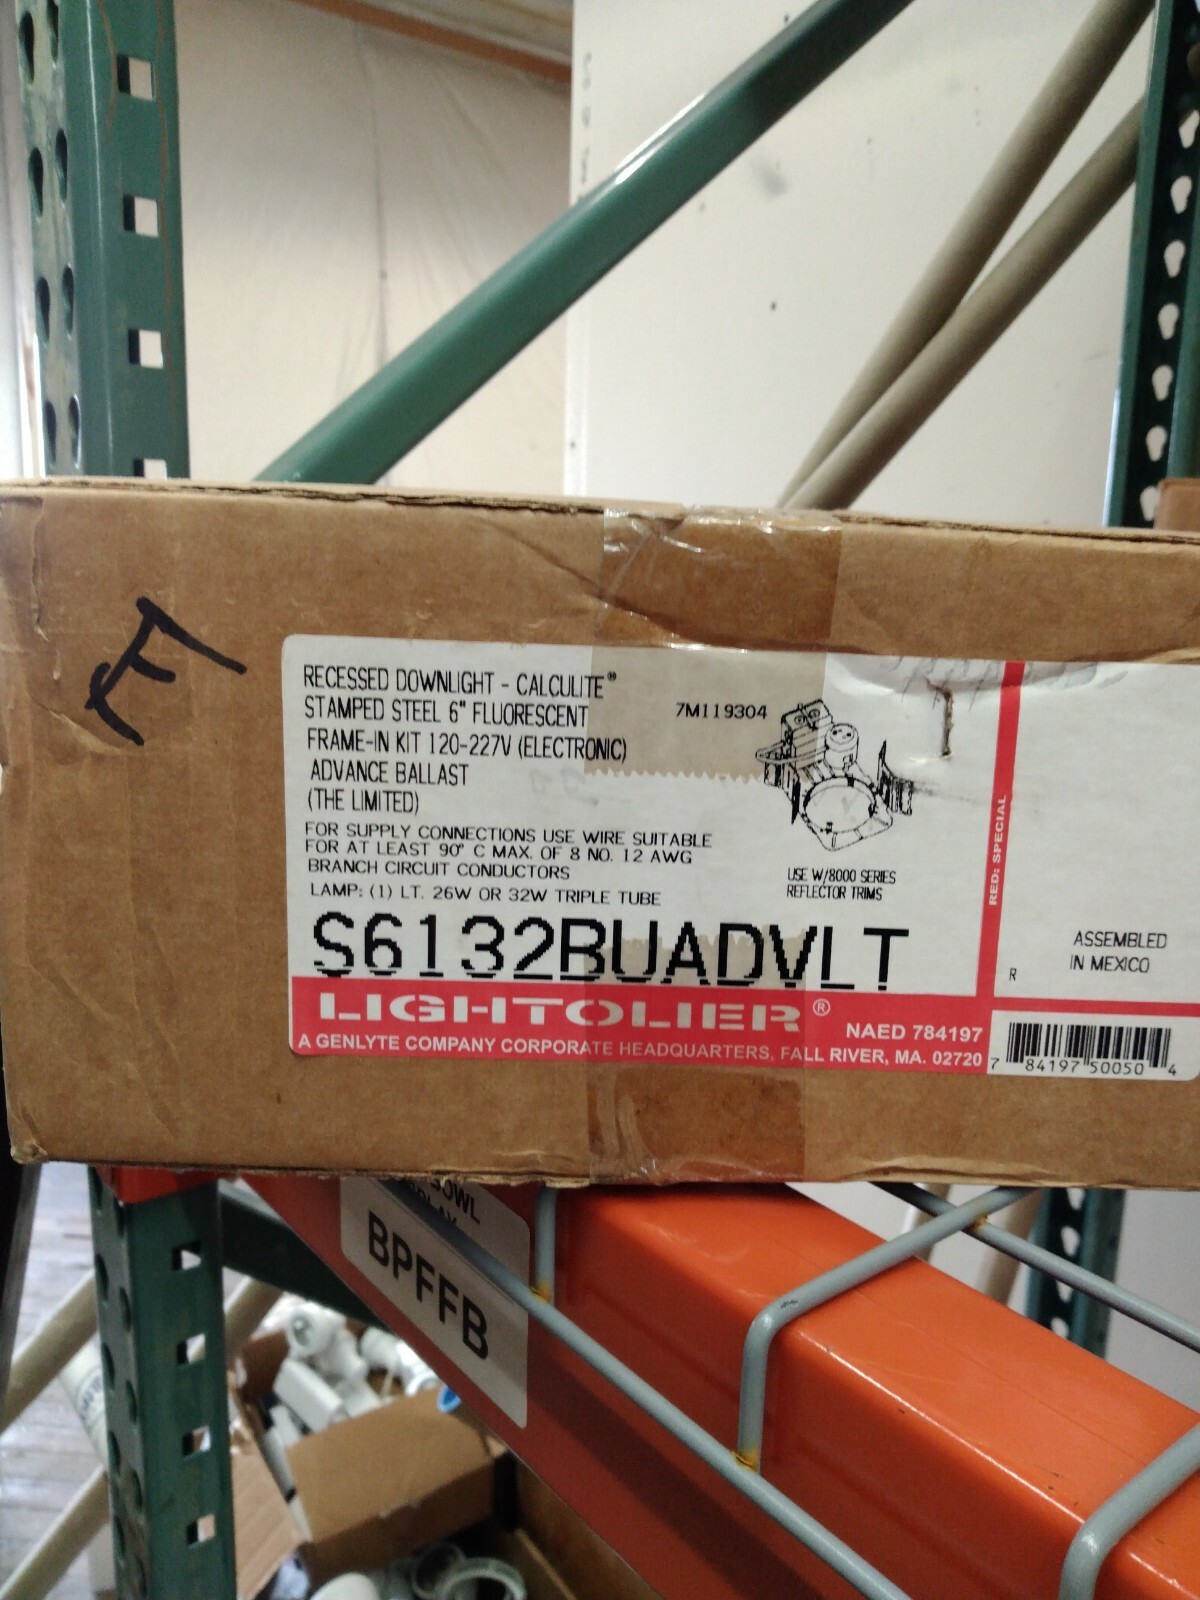 E
RECESSED DOWNLIGHT - CALCULITE®
STAMPED STEEL 6" FLUORESCENT
7M119304
FRAME-IN KIT 120-227V (ELECTRONIC)
ADVANCE BALLAST
(THE LIMITED)
FOR SUPPLY CONNECTIONS USE WIRE SUITABLE
FOR AT LEAST 90° C MAX. OF 8 NO. 12 AWG
BRANCH CIRCUIT CONDUCTORS
LAMP: (1) LT. 26W OR 32W TRIPLE TUBE
USE W/8000 SERIES
REFLECTOR TRIMS
S6132BUADVLT
RED: SPECIAL
R
ASSEMBLED
IN MEXICO
LIGHTOLIER®
NAED 784197
A GENLYTE COMPANY CORPORATE HEADQUARTERS, FALL RIVER, MA. 02720
7 84197 50050 4
BPFFB